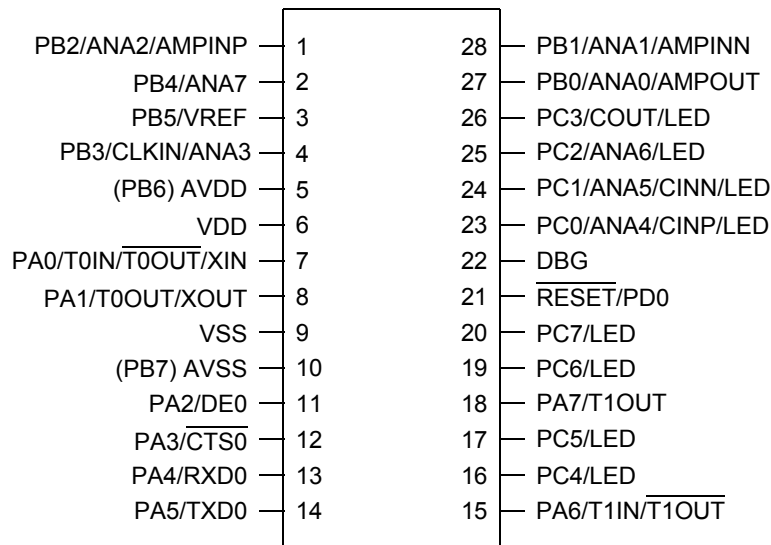 PB2/ANA2/AMPINP 1 28 PB1/ANA1/AMPINN
PB4/ANA7 2 27 PB0/ANA0/AMPOUT
PB5/VREF 3 26 PC3/COUT/LED
PB3/CLKIN/ANA3 4 25 PC2/ANA6/LED
(PB6) AVDD 5 24 PC1/ANA5/CINN/LED
VDD 6 23 PC0/ANA4/CINP/LED
PA0/T0IN/T̅0̅O̅U̅T̅/XIN 7 22 DBG
PA1/T0OUT/XOUT 8 21 R̅E̅S̅E̅T̅/PD0
VSS 9 20 PC7/LED
(PB7) AVSS 10 19 PC6/LED
PA2/DE0 11 18 PA7/T1OUT
PA3/C̅T̅S̅0̅ 12 17 PC5/LED
PA4/RXD0 13 16 PC4/LED
PA5/TXD0 14 15 PA6/T1IN/T̅1̅O̅U̅T̅